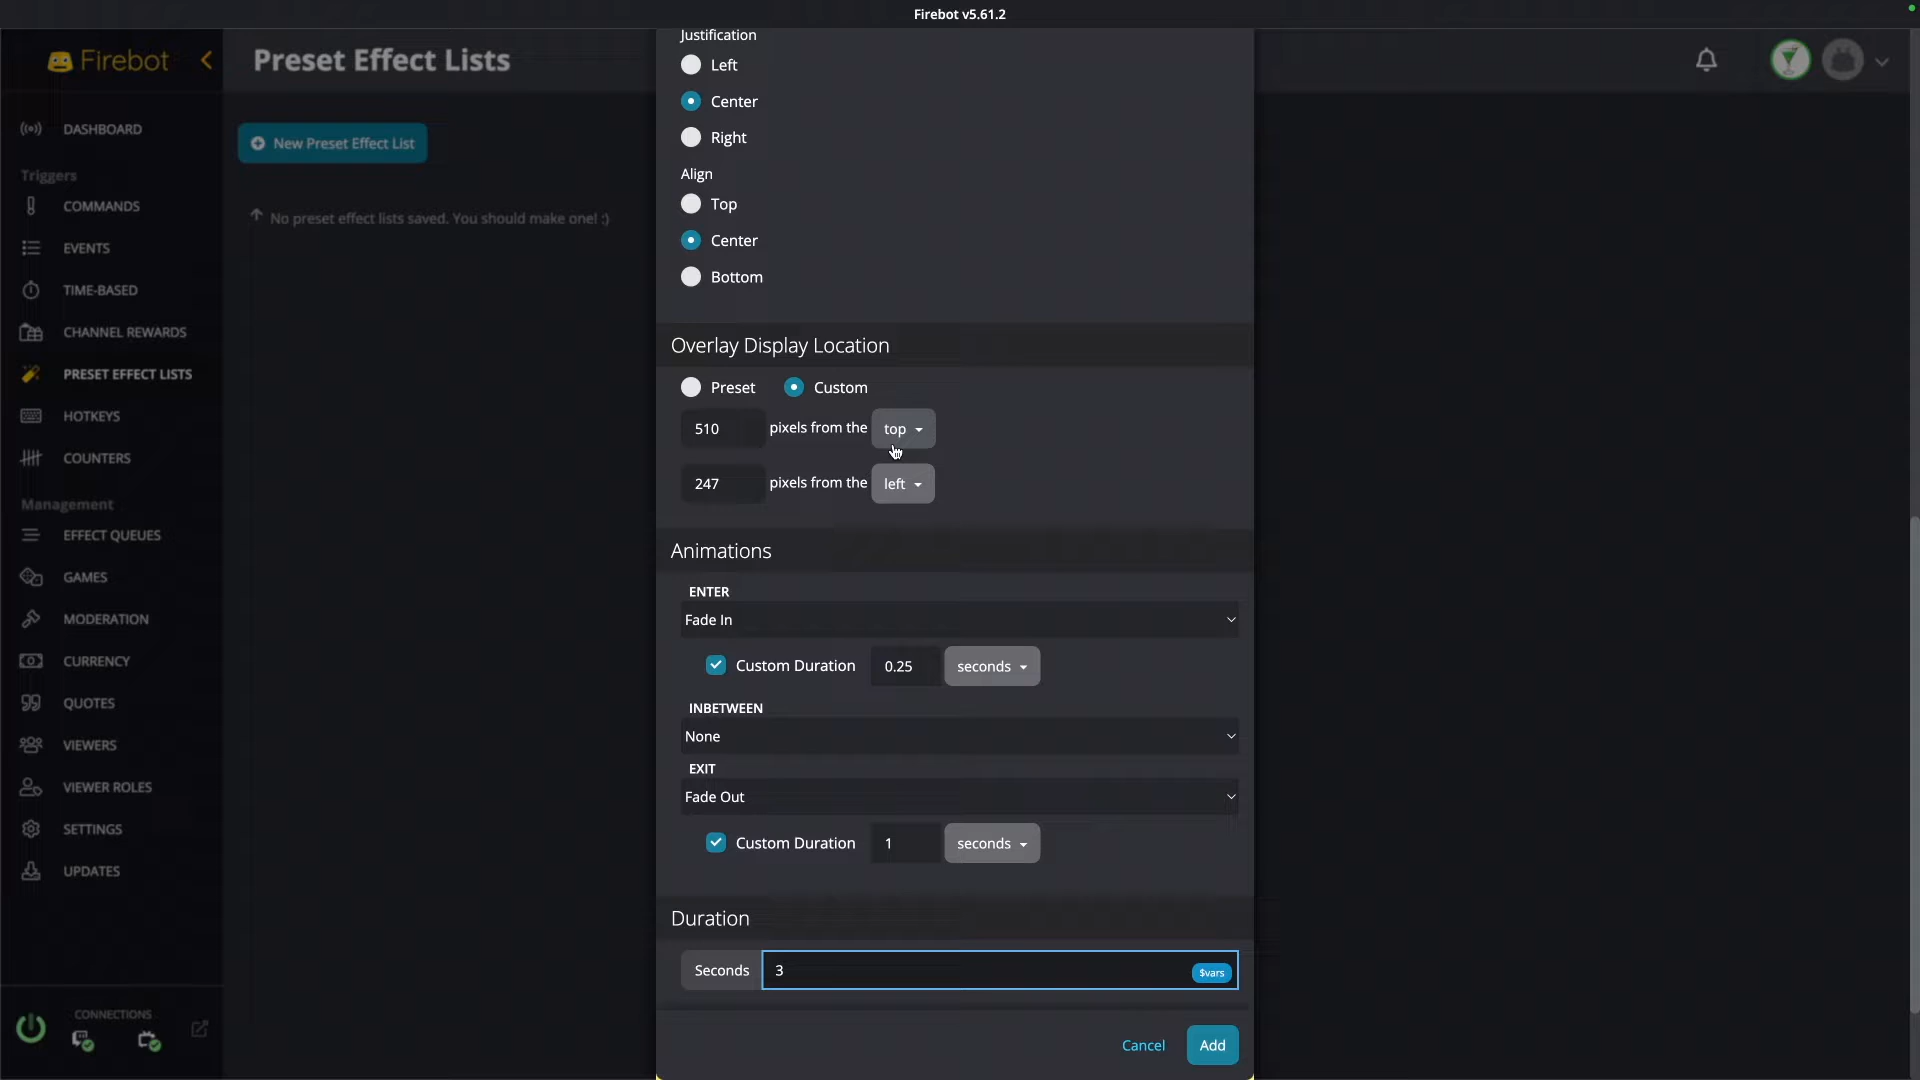 Firebot v5.61.2
Firebot
Preset Effect Lists
DASHBOARD
Triggers
COMMANDS
EVENTS
TIME-BASED
CHANNEL REWARDS
PRESET EFFECT LISTS
HOTKEYS
COUNTERS
Management
EFFECT QUEUES
GAMES
MODERATION
CURRENCY
QUOTES
VIEWERS
VIEWER ROLES
SETTINGS
UPDATES
CONNECTIONS
New Preset Effect List
No preset effect lists saved. You should make one! :)
Justification
Left
Center
Right
Align
Top
Center
Bottom
Overlay Display Location
Preset Custom
510 pixels from the top
247 pixels from the left
Animations
ENTER
Fade In
Custom Duration 0.25 seconds
INBETWEEN
None
EXIT
Fade Out
Custom Duration 1 seconds
Duration
Seconds 3 $vars
Cancel Add